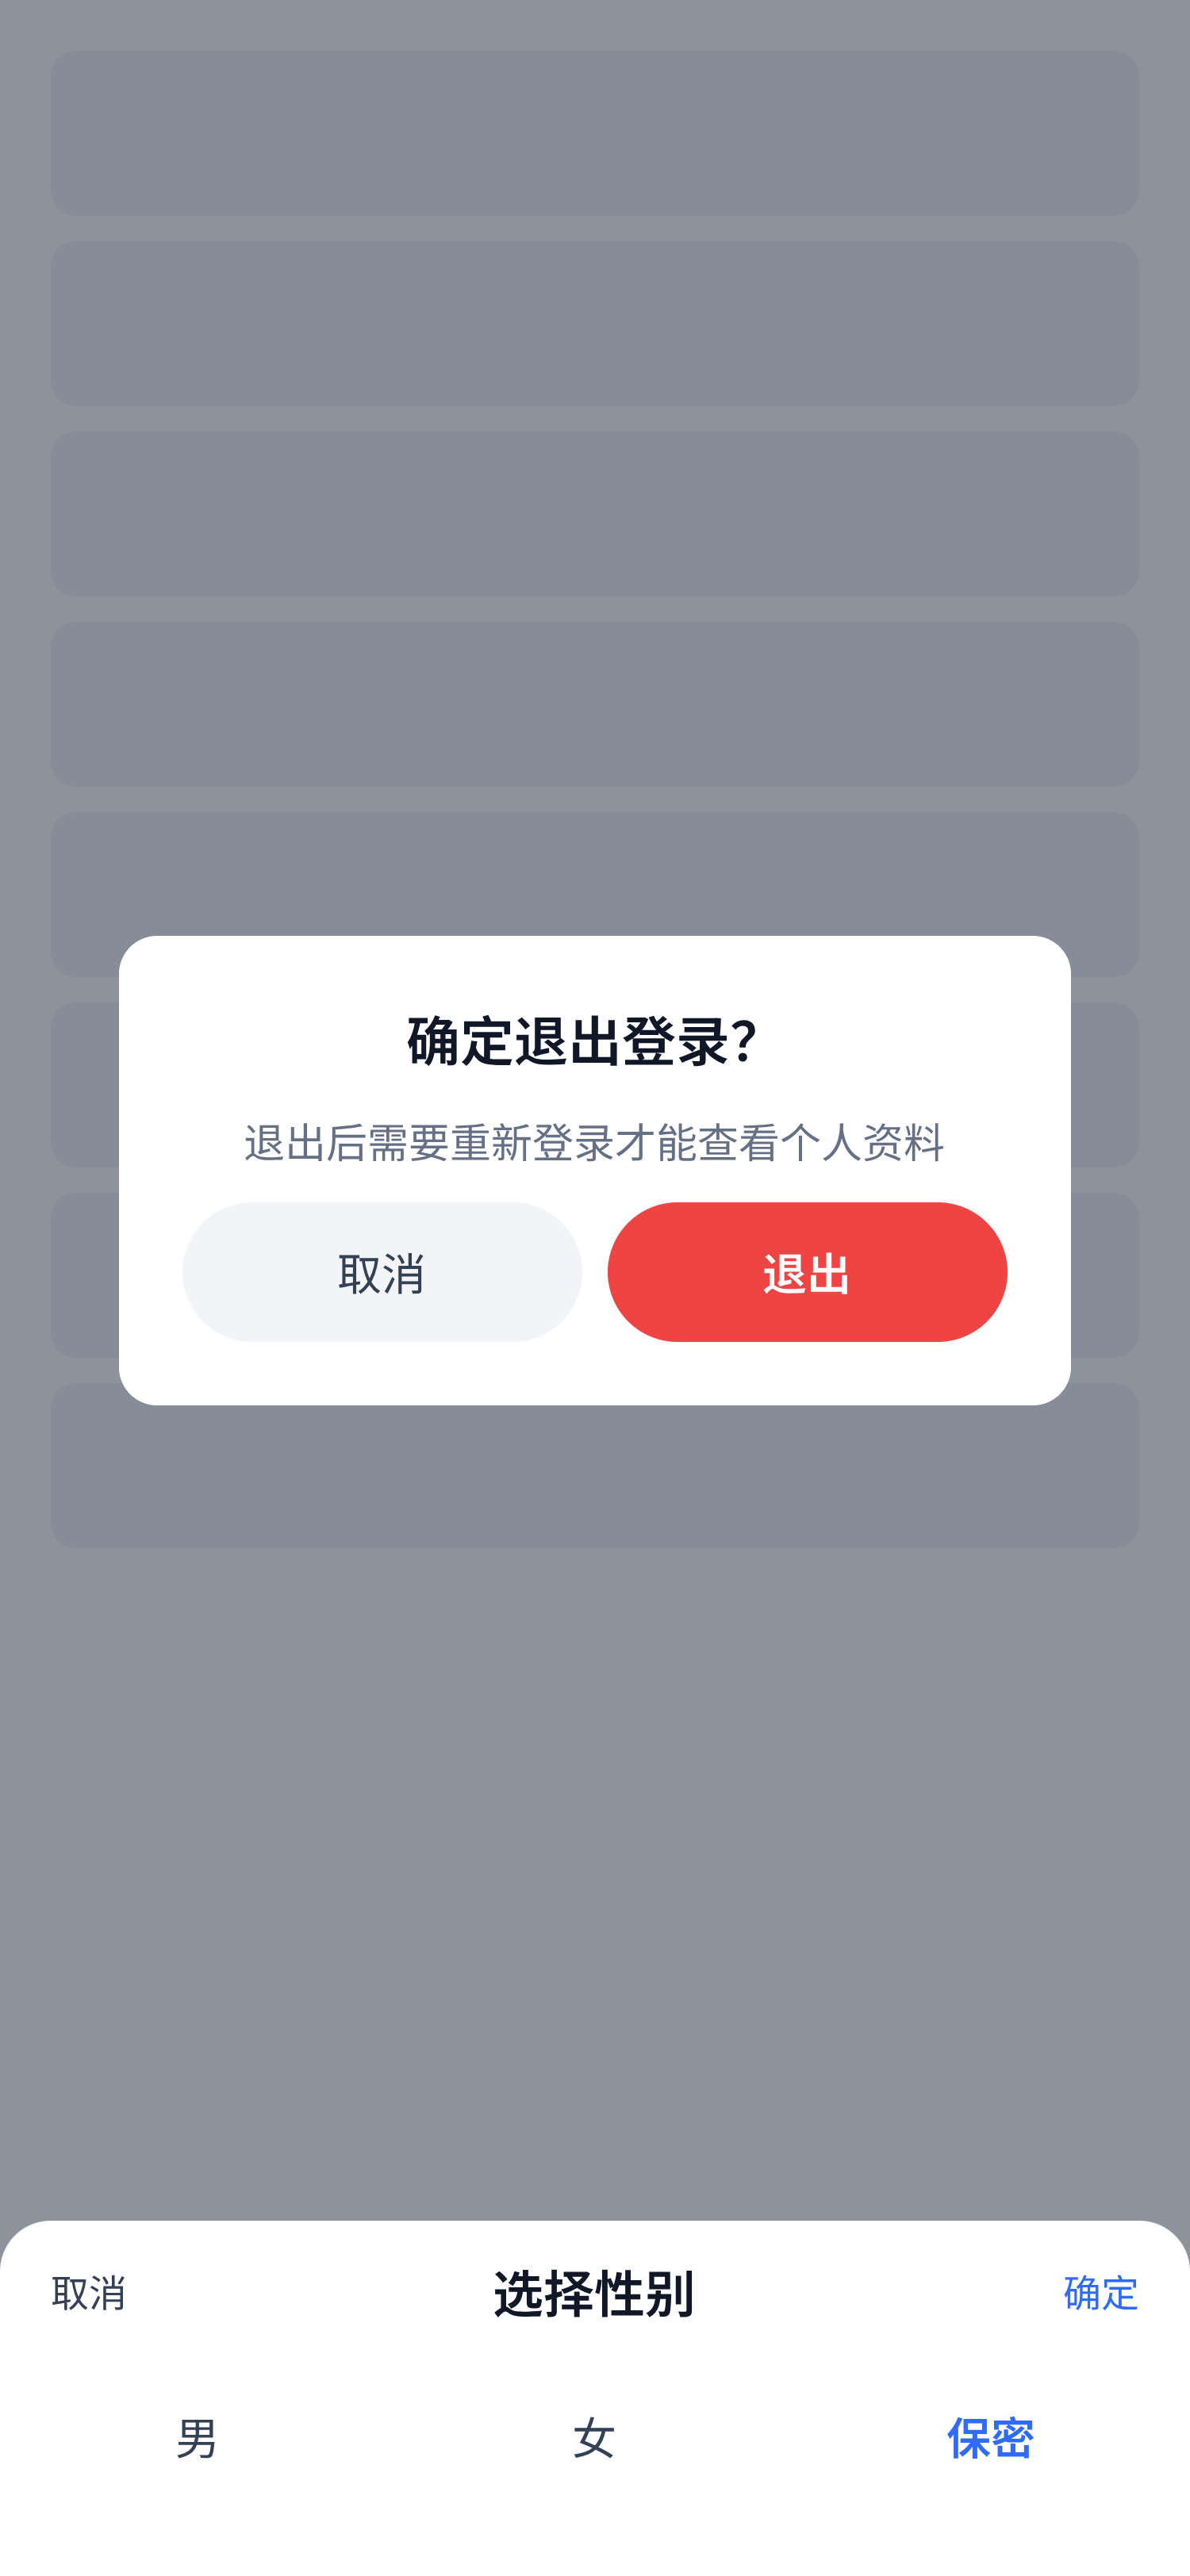 确定退出登录？
退出后需要重新登录才能查看个人资料
取消 退出
取消 选择性别 确定
男 女 保密